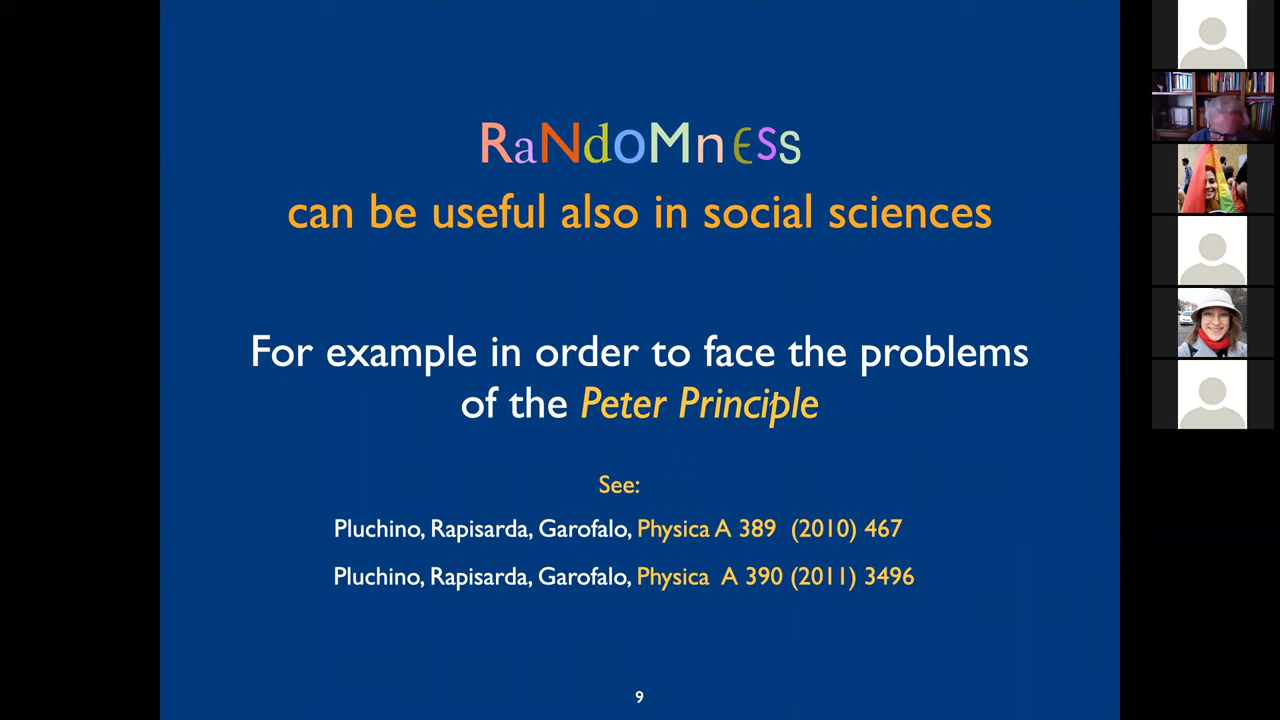 RaNdoMnEsS
can be useful also in social sciences
For example in order to face the problems
of the Peter Principle
See:
Pluchino, Rapisarda, Garofalo, Physica A 389 (2010) 467
Pluchino, Rapisarda, Garofalo, Physica A 390 (2011) 3496
9